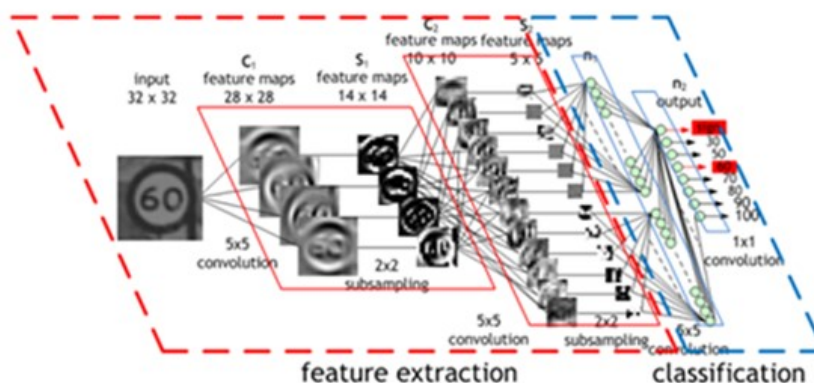 input
32 x 32
C₁
feature maps
28 x 28
S₁
feature maps
14 x 14
C₂
feature maps
10 x 10
S₂
feature maps
5 x 5
n₁
n₂
output
60
30
50
60
70
80
90
100
5x5
convolution
2x2
subsampling
5x5
convolution
2x2
subsampling
6x5
convolution
1x1
convolution
feature extraction
classification